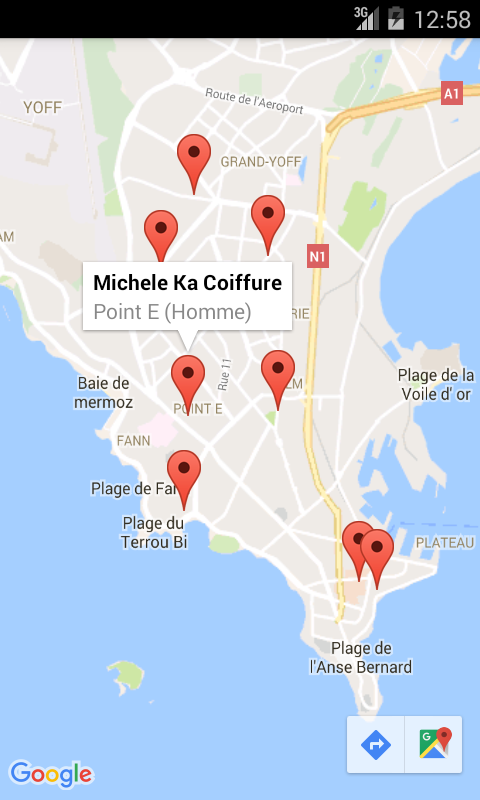 3G 12:58
A1
Route de l'Aeroport
YOFF
GRAND-YOFF
AM
N1
Michele Ka Coiffure
Point E (Homme)
RIE
Rue 11
Plage de la
Voile d' or
LM
Baie de
mermoz
POINT E
FANN
Plage de Fan
Plage du
Terrou Bi
PLATEAU
Plage de
l'Anse Bernard
G
Google